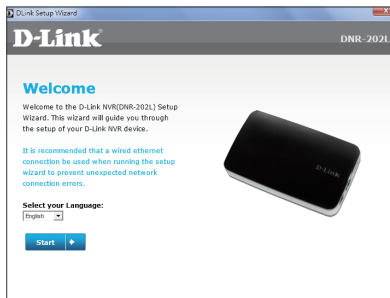 DLink Setup Wizard
D-Link
DNR-202L
Welcome
Welcome to the D-Link NVR(DNR-202L) Setup
Wizard. This wizard will guide you through
the setup of your D-Link NVR device.
It is recommended that a wired ethernet
connection be used when running the setup
wizard to prevent unexpected network
connection errors.
D-Link
Select your Language:
English
Start